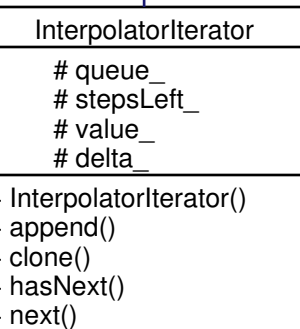 InterpolatorIterator
# queue_
# stepsLeft_
# value_
# delta_
InterpolatorIterator()
append()
clone()
hasNext()
next()